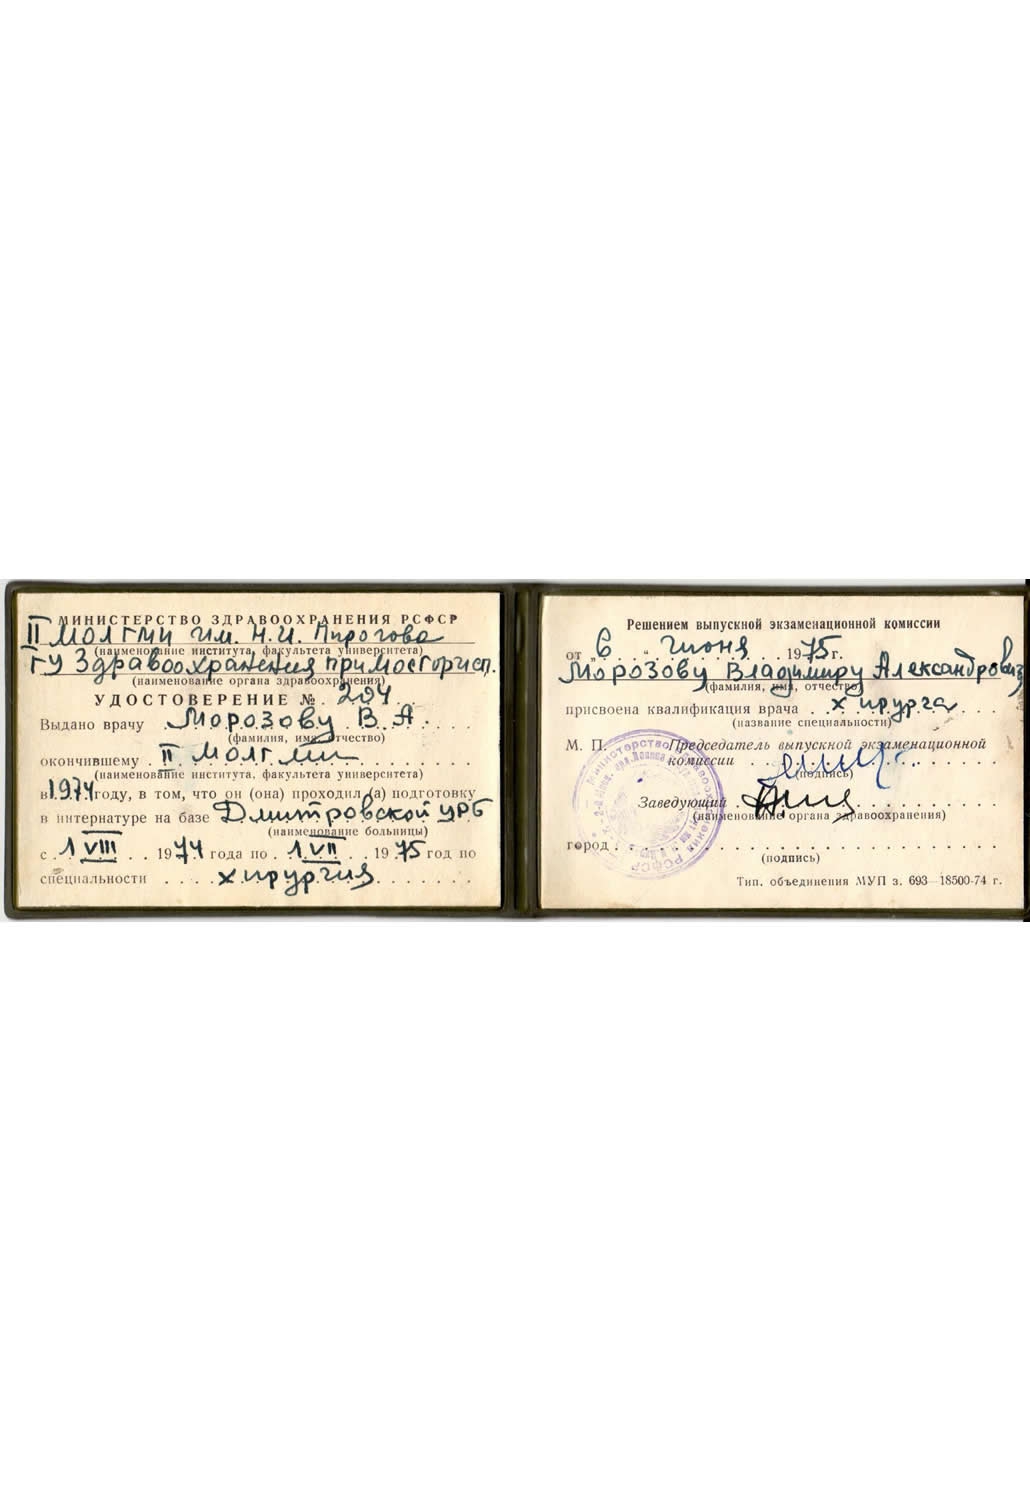 МИНИСТЕРСТВО ЗДРАВООХРАНЕНИЯ РСФСР
II МОЛГМИ им. Н.И. Пирогова
(наименование института, факультета университета)
ГУ Здравоохранения при Мосгорисп.
(наименование органа здравоохранения)
УДОСТОВЕРЕНИЕ № 204
Выдано врачу Морозову В.А.
(фамилия, имя, отчество)
окончившему II МОЛГМИ
(наименование института, факультета университета)
в 1974 году, в том, что он (она) проходил (а) подготовку
в интернатуре на базе Дмитровской УРБ
(наименование больницы)
с 1 VIII 1974 года по 1 VII 1975 год по
специальности хирургия
Решением выпускной экзаменационной комиссии
от „6 “ июня 1975 г.
Морозову Владимиру Александрович
(фамилия, имя, отчество)
присвоена квалификация врача хирурга
(название специальности)
М. П. Председатель выпускной экзаменационной
комиссии
(подпись)
Заведующий
(наименование органа здравоохранения)
город
(подпись)
Тип. объединения МУП з. 693—18500-74 г.
Министерство здравоохранения РСФСР